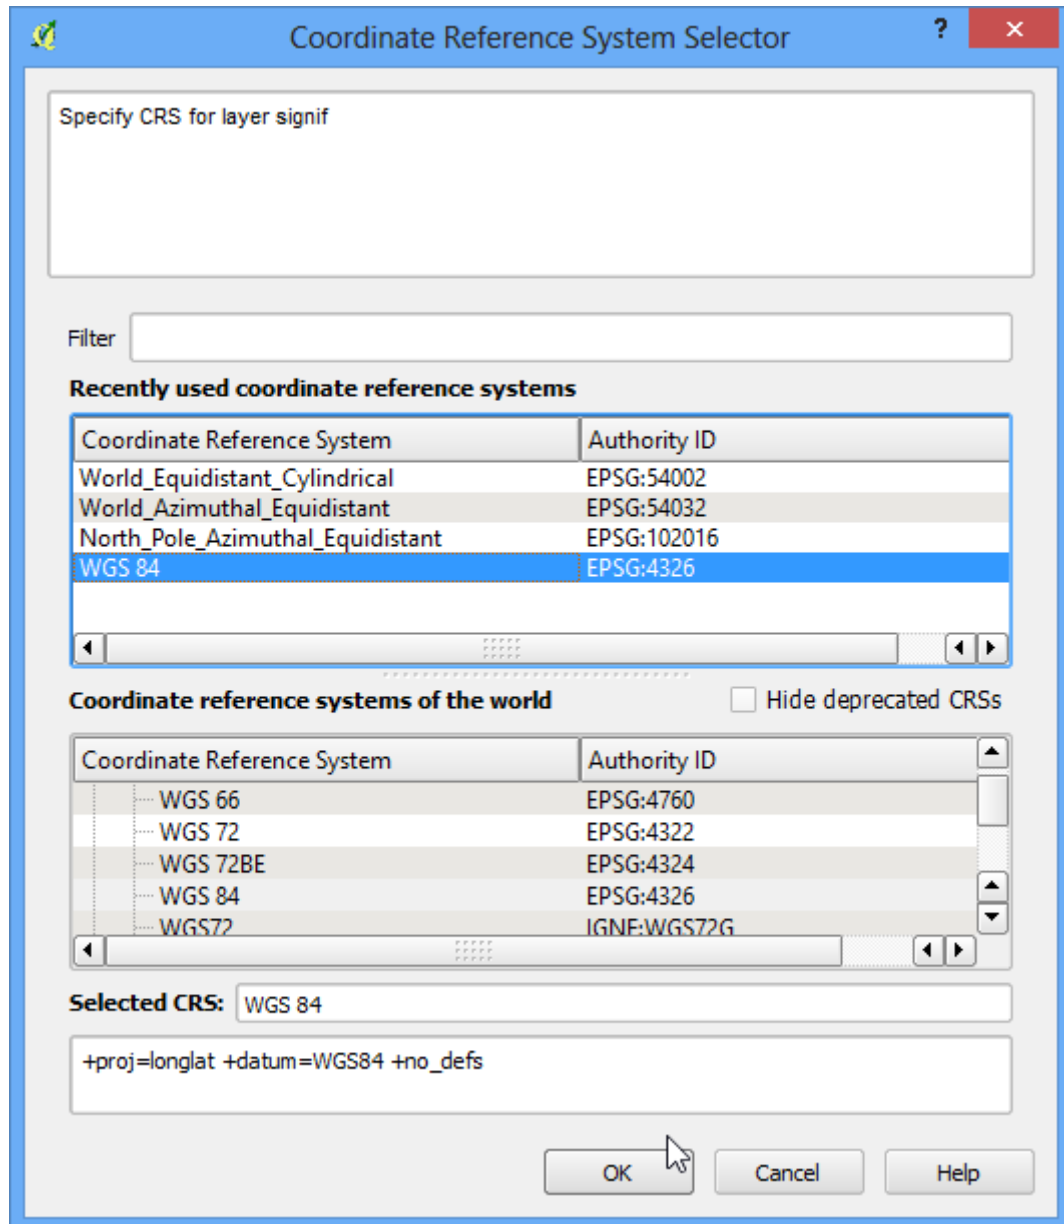 Coordinate Reference System Selector ? ×
Specify CRS for layer signif
Filter
Recently used coordinate reference systems
Coordinate Reference System Authority ID
World_Equidistant_Cylindrical EPSG:54002
World_Azimuthal_Equidistant EPSG:54032
North_Pole_Azimuthal_Equidistant EPSG:102016
WGS 84 EPSG:4326
Coordinate reference systems of the world Hide deprecated CRSs
Coordinate Reference System Authority ID
WGS 66 EPSG:4760
WGS 72 EPSG:4322
WGS 72BE EPSG:4324
WGS 84 EPSG:4326
WGS72 IGNF:WGS72G
Selected CRS: WGS 84
+proj=longlat +datum=WGS84 +no_defs
OK Cancel Help